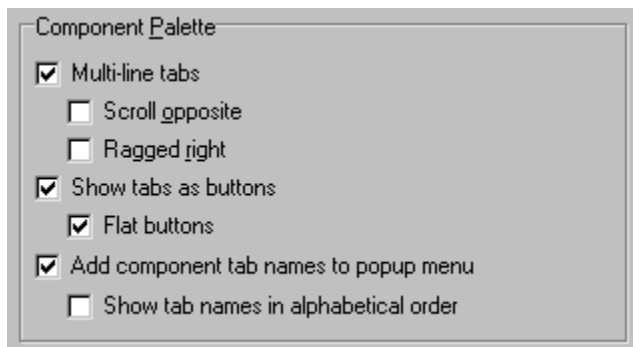 Component Palette
Multi-line tabs
Scroll opposite
Ragged right
Show tabs as buttons
Flat buttons
Add component tab names to popup menu
Show tab names in alphabetical order